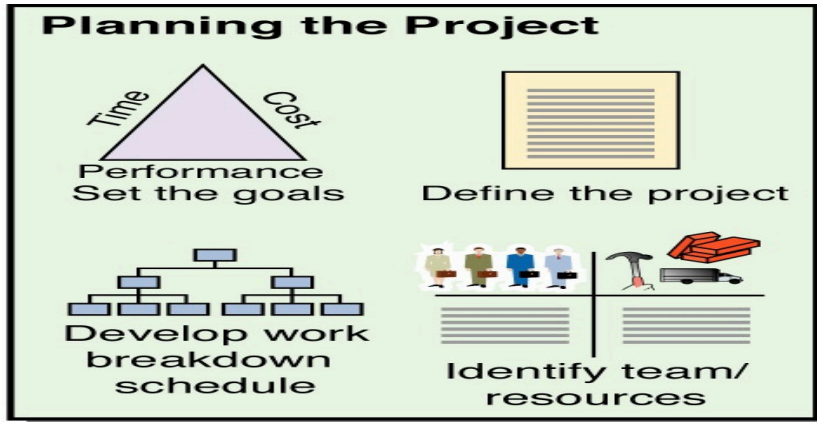 Planning the Project
Time
Cost
Performance
Set the goals
Define the project
Develop work
breakdown
schedule
Identify team/
resources